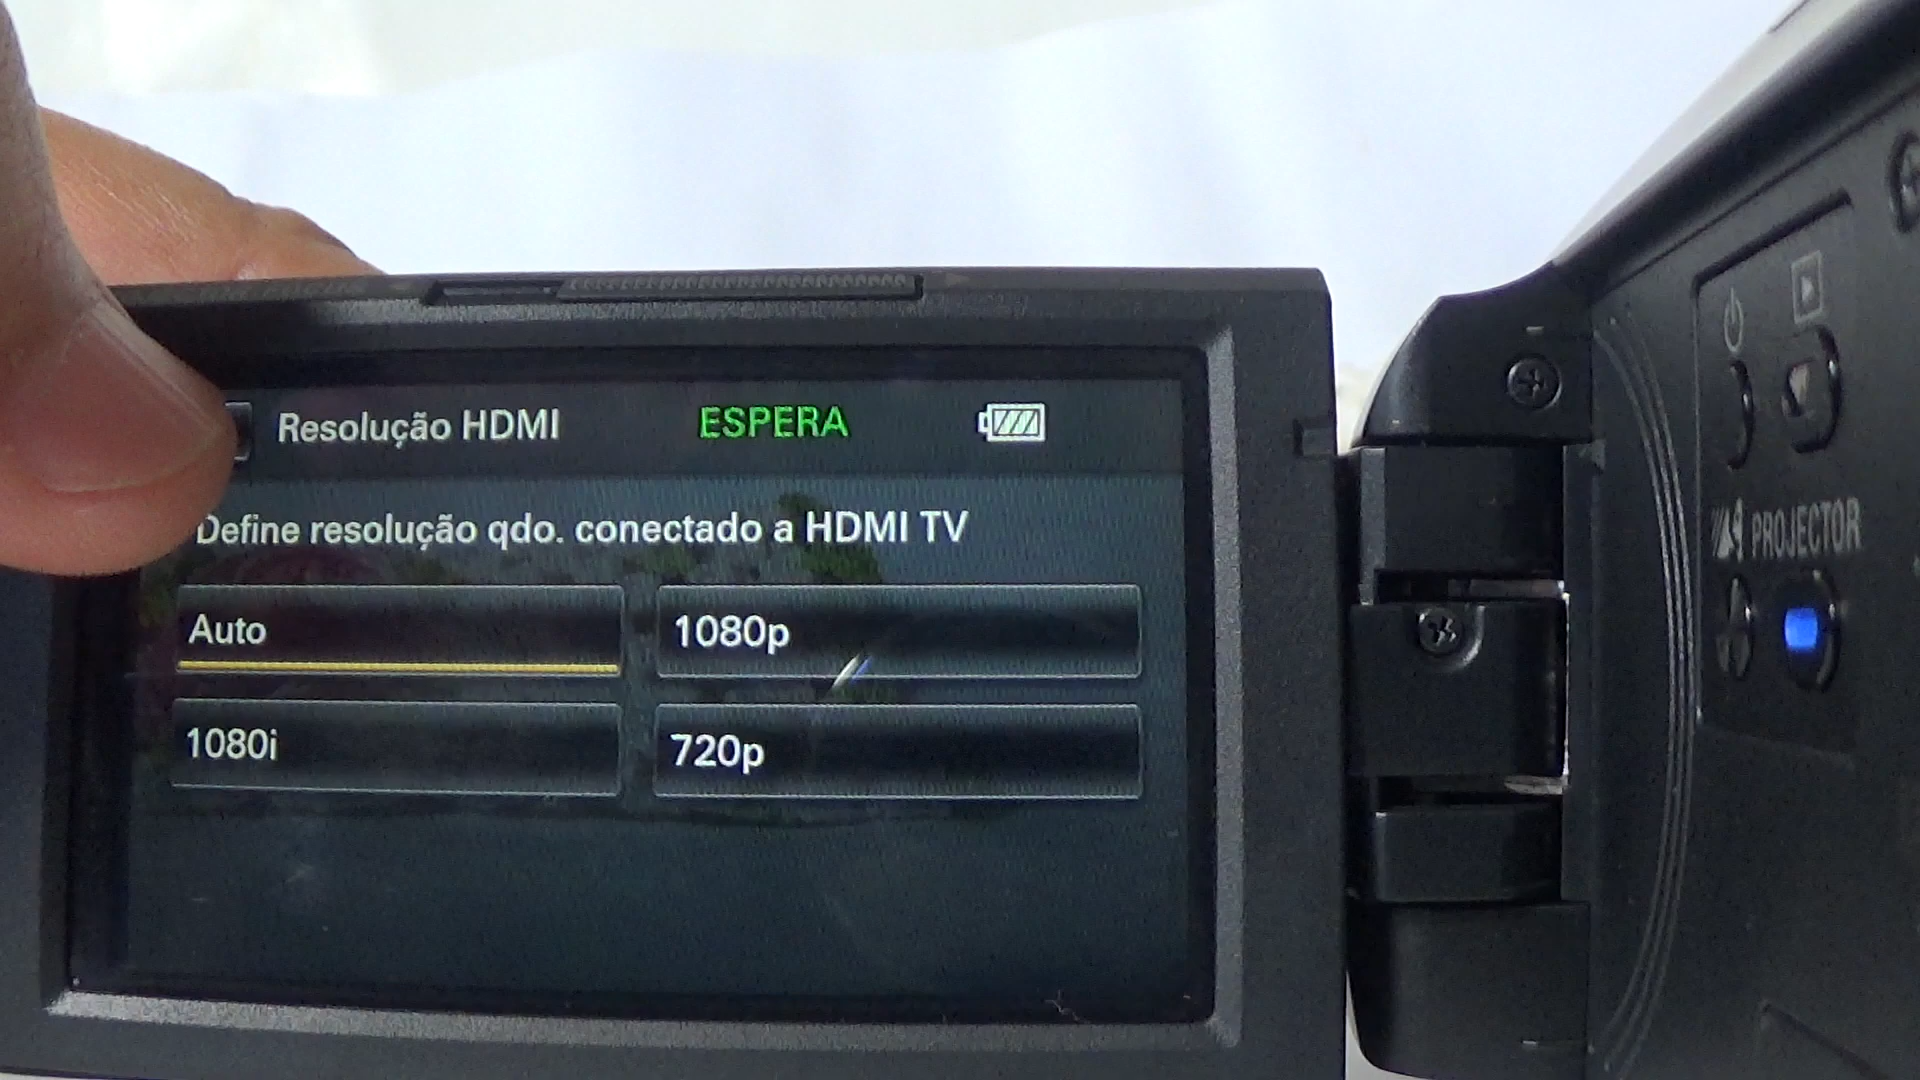 Resolução HDMI ESPERA
Define resolução qdo. conectado a HDMI TV
Auto 1080p
1080i 720p
PROJECTOR